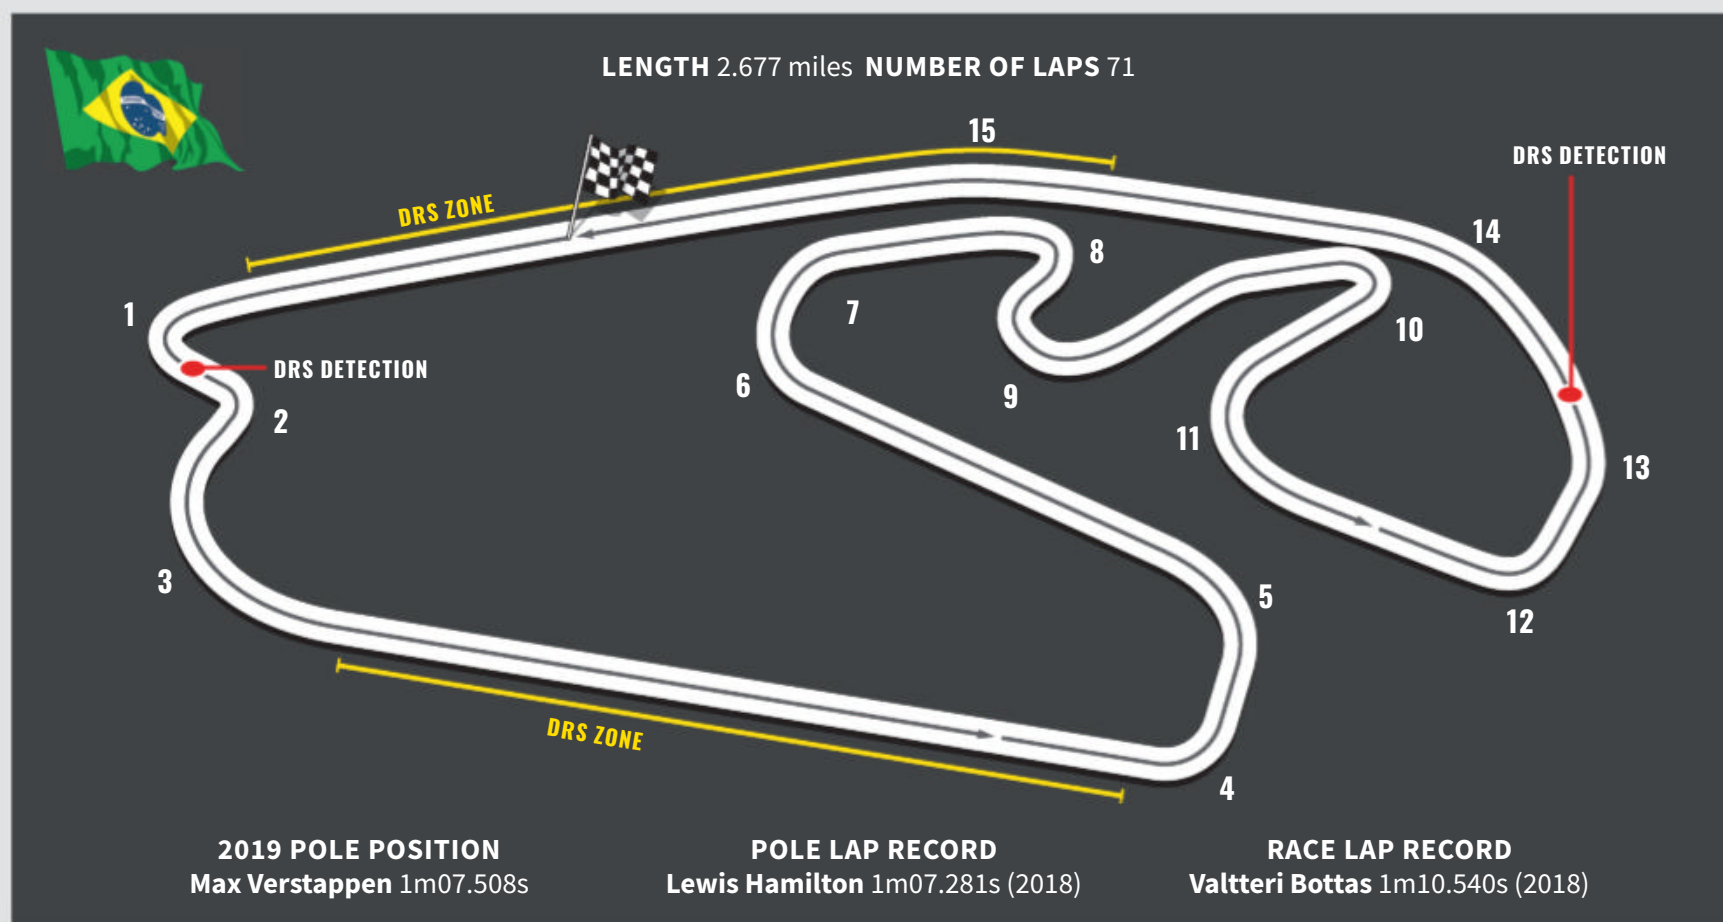 LENGTH 2.677 miles NUMBER OF LAPS 71
15
DRS DETECTION
DRS ZONE
14
8
1
7
10
DRS DETECTION
6
9
2
11
13
3
5
12
DRS ZONE
4
2019 POLE POSITION
Max Verstappen 1m07.508s
POLE LAP RECORD
Lewis Hamilton 1m07.281s (2018)
RACE LAP RECORD
Valtteri Bottas 1m10.540s (2018)